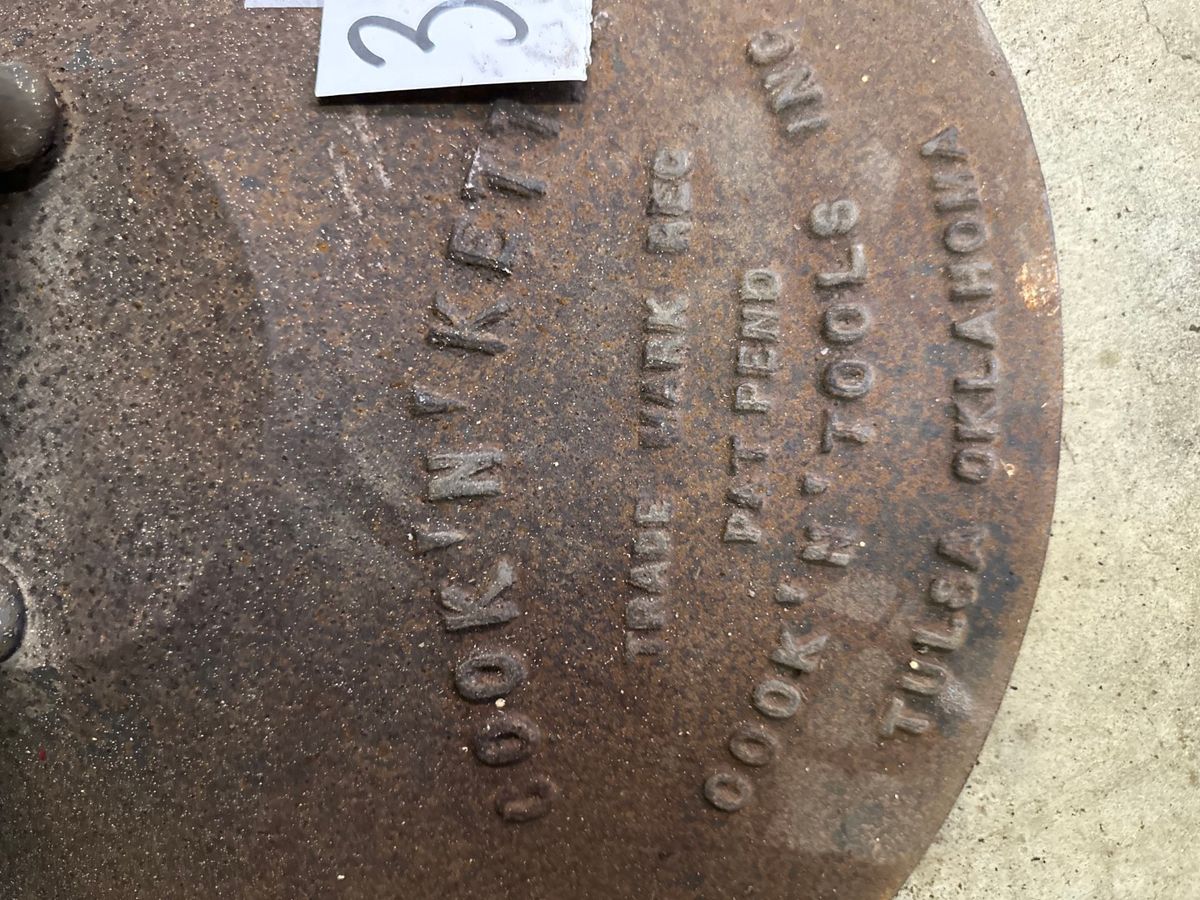 3
COOK'N'KETT
TRADE MARK REG
PAT PEND
COOK'N'TOOLS INC
TULSA OKLAHOMA